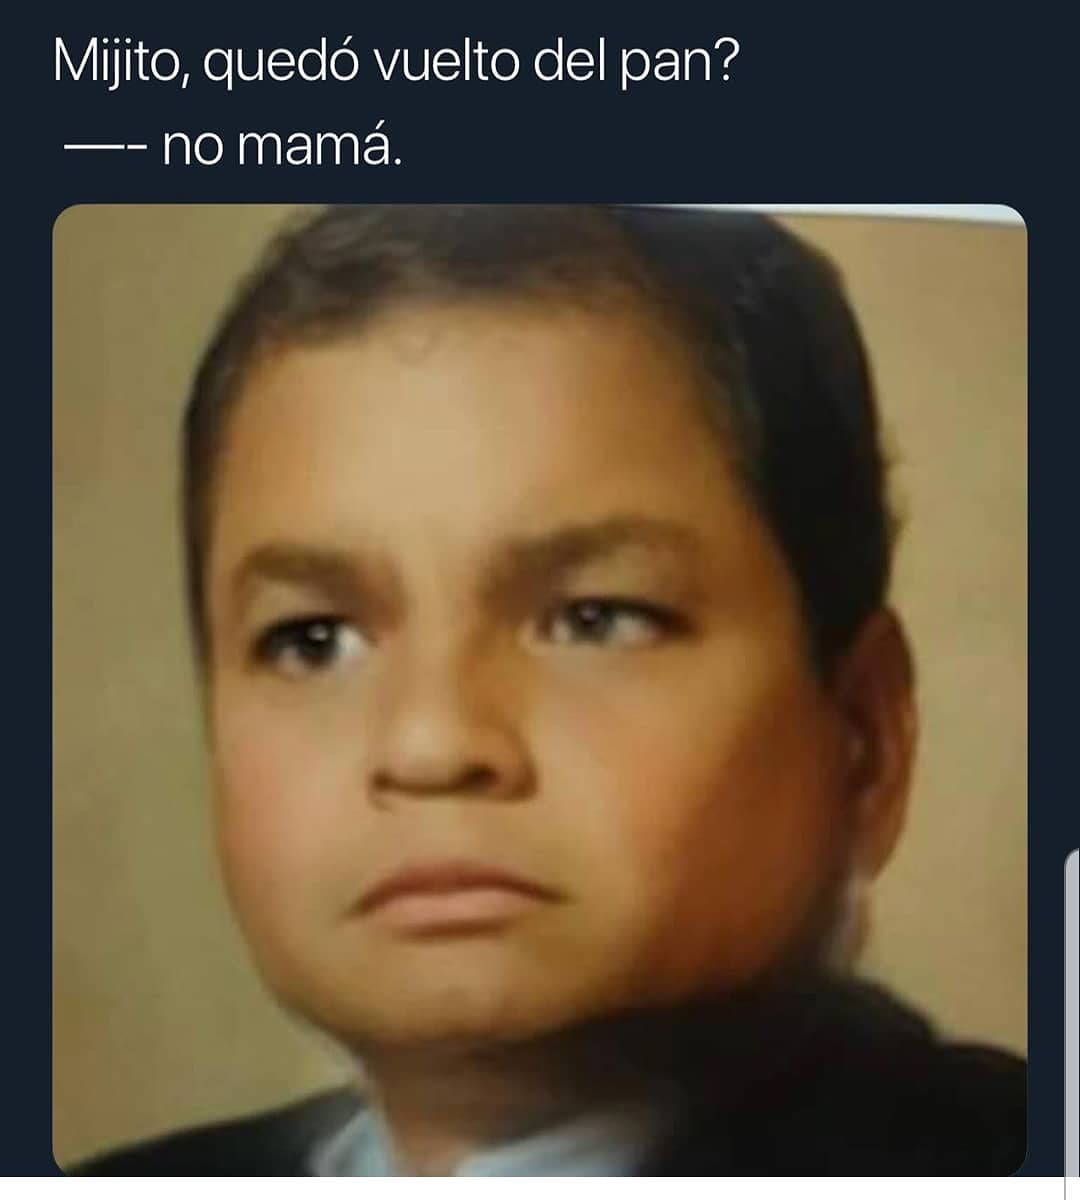 Mijito, quedó vuelto del pan?
—-- no mamá.